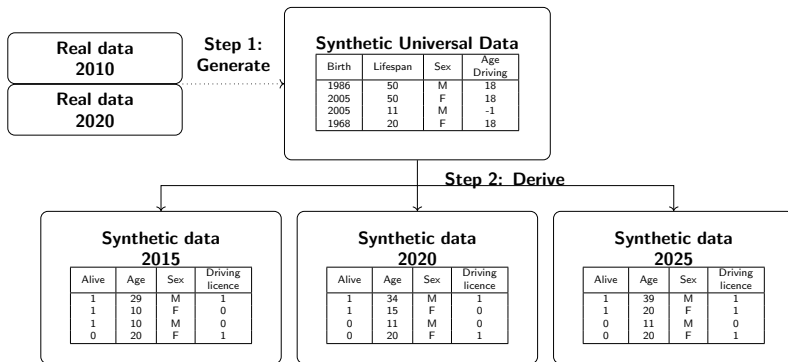 Real data
2010
Real data
2020
Step 1:
Generate
Synthetic Universal Data
Birth Lifespan Sex Age Driving
1986 50 M 18
2005 50 F 18
2005 11 M -1
1968 20 F 18
Step 2: Derive
Synthetic data
2015
Alive Age Sex Driving licence
1 29 M 1
1 10 F 0
1 10 M 0
0 20 F 1
Synthetic data
2020
Alive Age Sex Driving licence
1 34 M 1
1 15 F 0
0 11 M 0
0 20 F 1
Synthetic data
2025
Alive Age Sex Driving licence
1 39 M 1
1 20 F 1
0 11 M 0
0 20 F 1